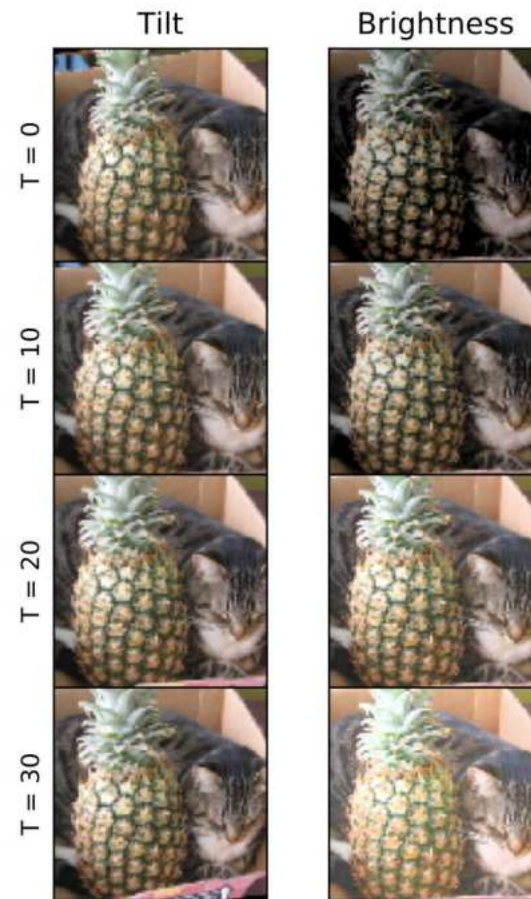 Tilt
Brightness
T = 0
T = 10
T = 20
T = 30